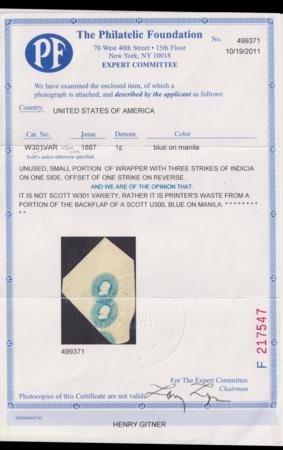 PF
The Philatelic Foundation
70 West 40th Street • 15th Floor
New York, NY 10018
EXPERT COMMITTEE
No. 499371
10/19/2011
We have examined the enclosed item, of which a
photograph is attached, and described by the applicant as follows:
Country: UNITED STATES OF AMERICA
Cat. No. Issue Denom. Color
W301VAR 1887 1¢ blue on manila
Scott's unless otherwise specified.
UNUSED, SMALL PORTION OF WRAPPER WITH THREE STRIKES OF INDICIA
ON ONE SIDE, OFFSET OF ONE STRIKE ON REVERSE.
AND WE ARE OF THE OPINION THAT:
IT IS NOT SCOTT W301 VARIETY, RATHER IT IS PRINTER'S WASTE FROM A
PORTION OF THE BACKFLAP OF A SCOTT U300, BLUE ON MANILA. * * * * * * * *
* *
499371
F 217547
For The Expert Committee
Chairman
Photocopies of this Certificate are not valid
Submitted by
HENRY GITNER